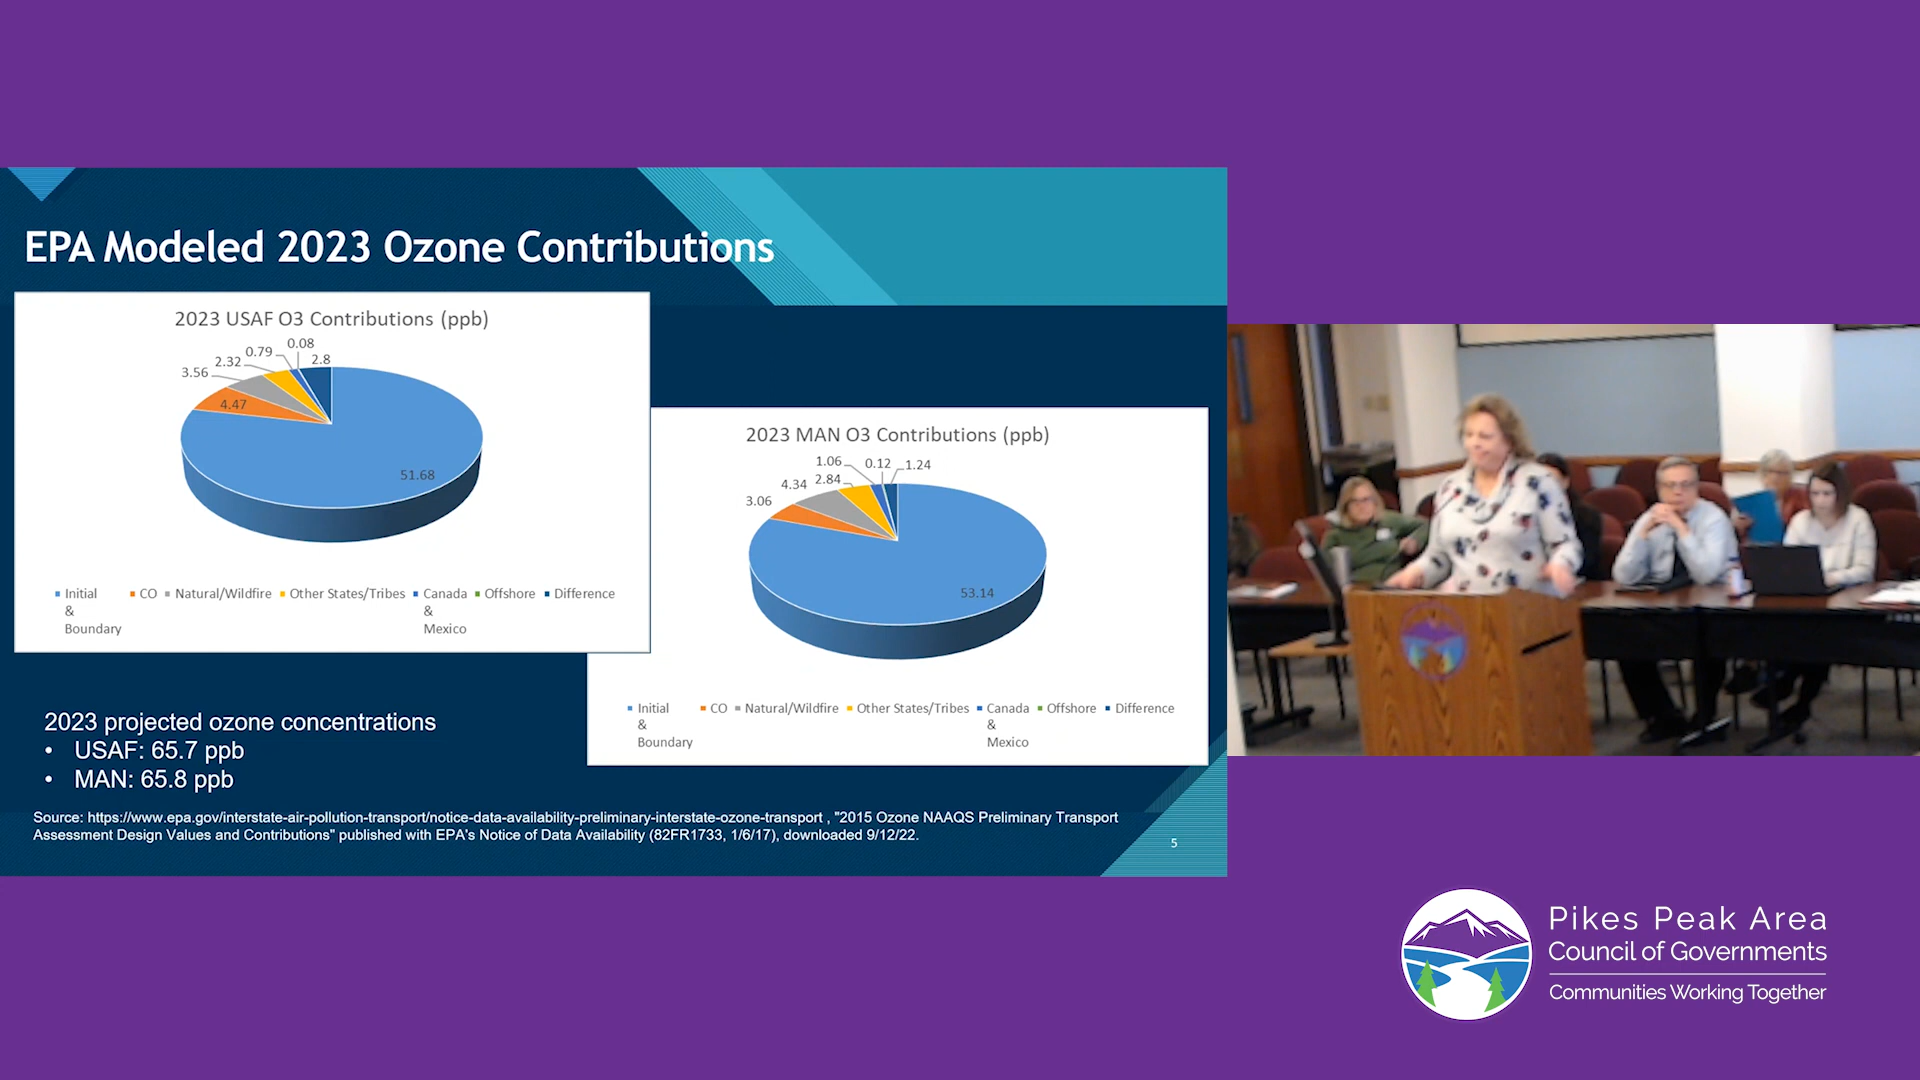 EPA Modeled 2023 Ozone Contributions
2023 USAF O3 Contributions (ppb)
0.08
0.79
2.8
2.32
3.56
4.47
51.68
Initial & Boundary
CO
Natural/Wildfire
Other States/Tribes
Canada & Mexico
Offshore
Difference
2023 MAN O3 Contributions (ppb)
1.06
0.12
1.24
2.84
4.34
3.06
53.14
Initial & Boundary
CO
Natural/Wildfire
Other States/Tribes
Canada & Mexico
Offshore
Difference
2023 projected ozone concentrations
• USAF: 65.7 ppb
• MAN: 65.8 ppb
Source: https://www.epa.gov/interstate-air-pollution-transport/notice-data-availability-preliminary-interstate-ozone-transport , "2015 Ozone NAAQS Preliminary Transport
Assessment Design Values and Contributions" published with EPA's Notice of Data Availability (82FR1733, 1/6/17), downloaded 9/12/22.
5
Pikes Peak Area
Council of Governments
Communities Working Together